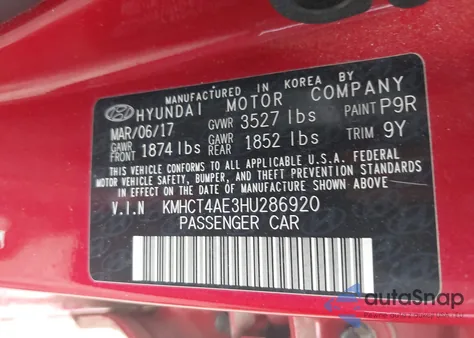 MANUFACTURED IN KOREA BY
HYUNDAI MOTOR COMPANY
MAR/06/17 GVWR 3527 lbs PAINT P9R
GAWR FRONT 1874 lbs GAWR REAR 1852 lbs TRIM 9Y
THIS VEHICLE CONFORMS TO ALL APPLICABLE U.S.A. FEDERAL
MOTOR VEHICLE SAFETY, BUMPER, AND THEFT PREVENTION STANDARDS
IN EFFECT ON THE DATE OF MANUFACTURE SHOWN ABOVE.
V.I.N KMHCT4AE3HU286920
PASSENGER CAR
autoSnap